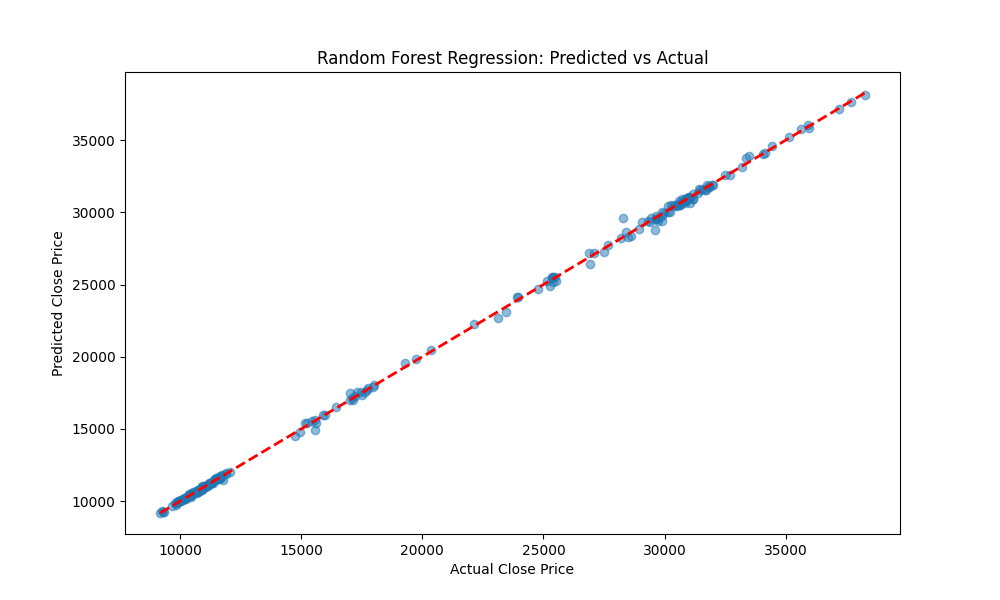 Random Forest Regression: Predicted vs Actual
35000
30000
25000
20000
15000
10000
Predicted Close Price
10000 15000 20000 25000 30000 35000
Actual Close Price